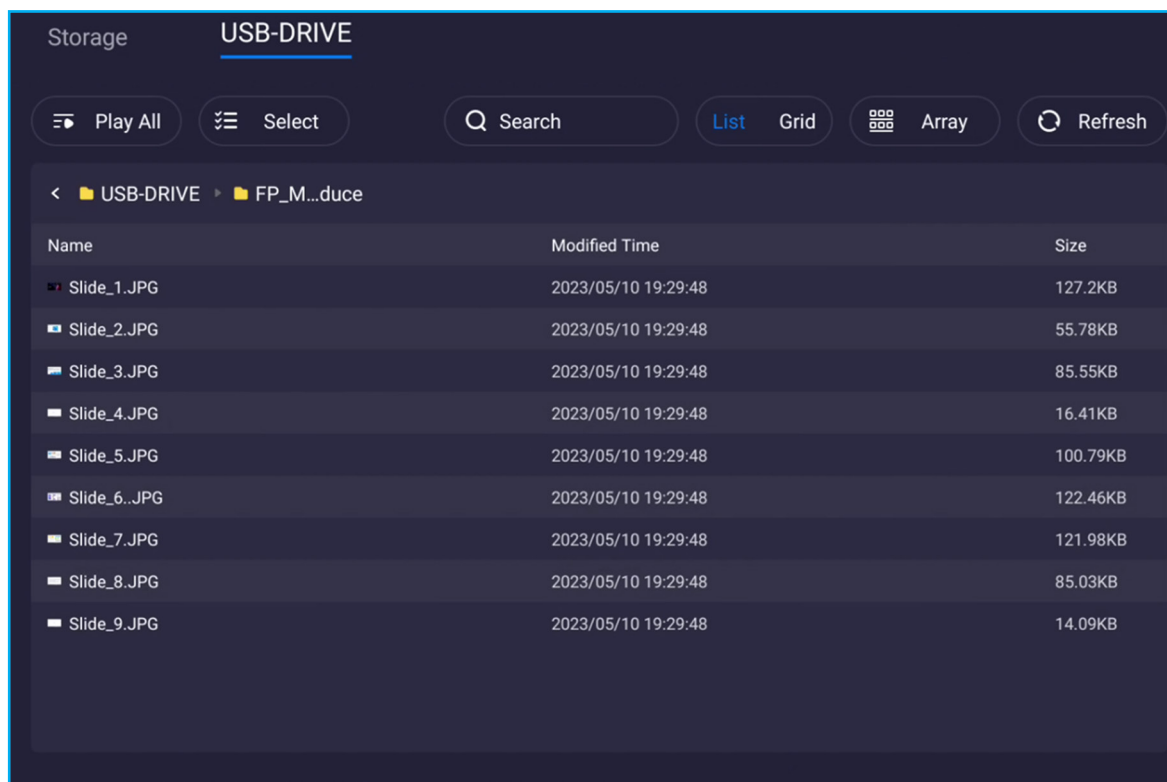 Storage USB-DRIVE
Play All Select Search List Grid Array Refresh
USB-DRIVE FP_M...duce
Name Modified Time Size
Slide_1.JPG 2023/05/10 19:29:48 127.2KB
Slide_2.JPG 2023/05/10 19:29:48 55.78KB
Slide_3.JPG 2023/05/10 19:29:48 85.55KB
Slide_4.JPG 2023/05/10 19:29:48 16.41KB
Slide_5.JPG 2023/05/10 19:29:48 100.79KB
Slide_6..JPG 2023/05/10 19:29:48 122.46KB
Slide_7.JPG 2023/05/10 19:29:48 121.98KB
Slide_8.JPG 2023/05/10 19:29:48 85.03KB
Slide_9.JPG 2023/05/10 19:29:48 14.09KB